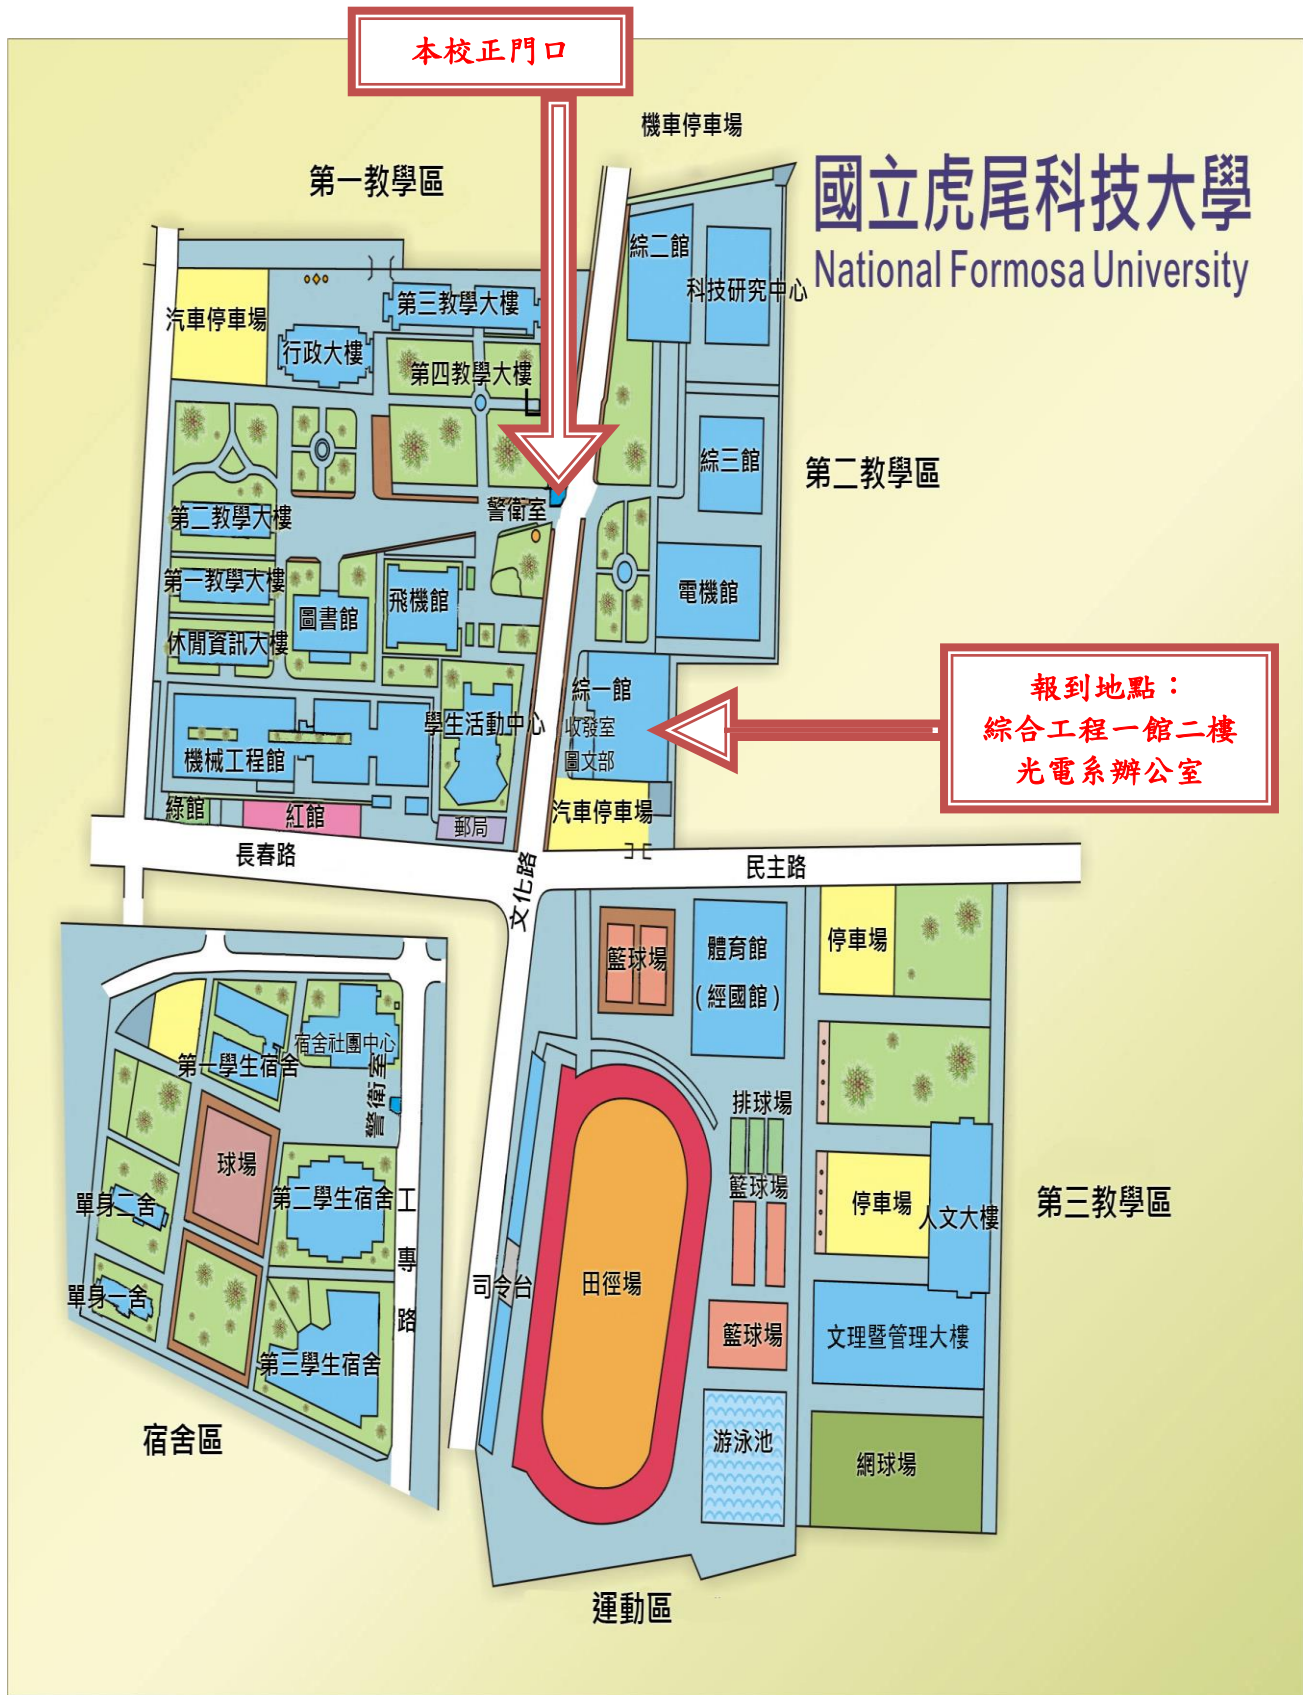 本校正門口
機車停車場
第一教學區
國立虎尾科技大學
National Formosa University
綜二館
科技研究中心
汽車停車場
第三教學大樓
行政大樓
第四教學大樓
綜三館
第二教學區
警衛室
第二教學大樓
第一教學大樓
圖書館
飛機館
電機館
休閒資訊大樓
綜一館
收發室
圖文部
報到地點：
綜合工程一館二樓
光電系辦公室
學生活動中心
機械工程館
綠館
紅館
郵局
汽車停車場
長春路
民主路
文化路
籃球場
體育館
(經國館)
停車場
宿舍社團中心
第一學生宿舍
警衛室
排球場
球場
籃球場
第二學生宿舍
單身二舍
工專路
停車場
人文大樓
第三教學區
單身一舍
司令台
田徑場
籃球場
文理暨管理大樓
第三學生宿舍
宿舍區
游泳池
網球場
運動區